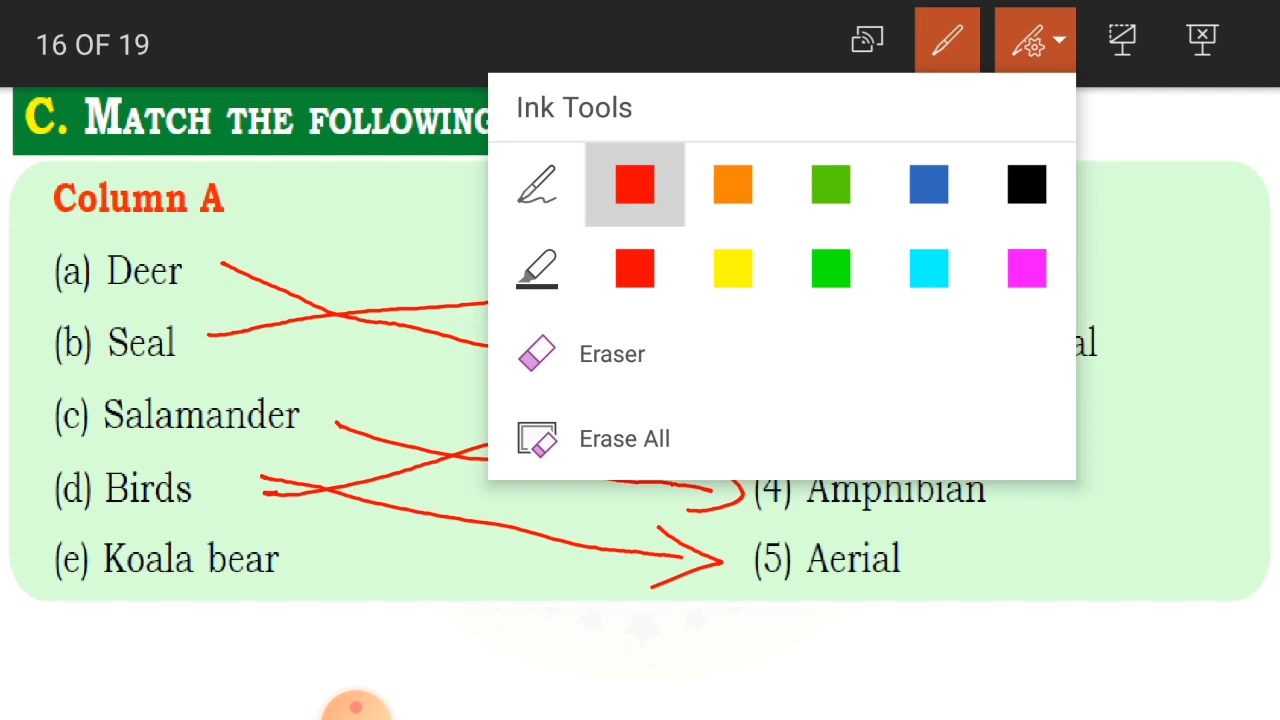 16 OF 19
Ink Tools
C. MATCH THE FOLLOWING
Column A
(a) Deer
(b) Seal
al
Eraser
(c) Salamander
Erase All
(d) Birds
(4) Amphibian
(e) Koala bear
(5) Aerial